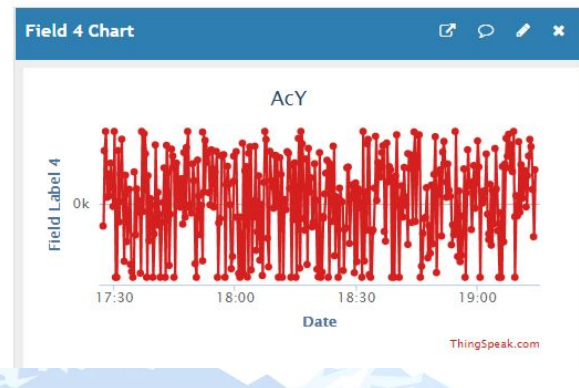 Field 4 Chart
AcY
Field Label 4
0k
17:30 18:00 18:30 19:00
Date
ThingSpeak.com